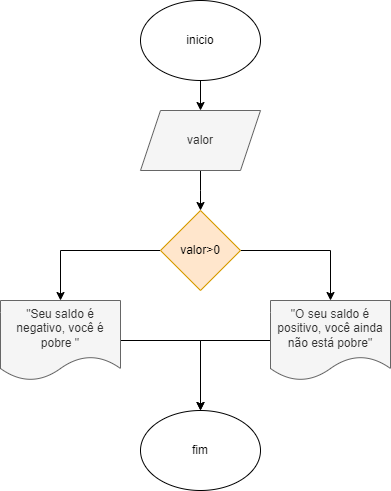 inicio
valor
valor>0
"Seu saldo é
negativo, você é
pobre "
"O seu saldo é
positivo, você ainda
não está pobre"
fim